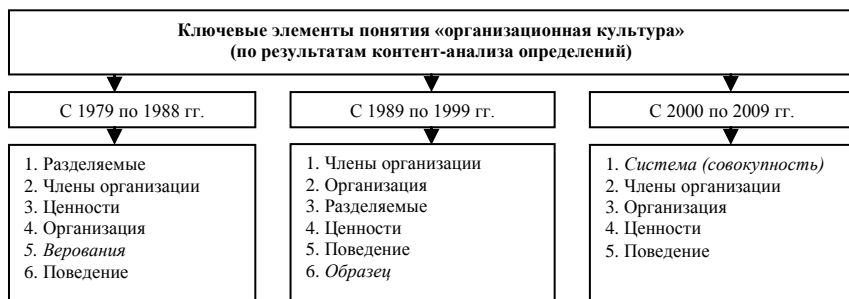 Ключевые элементы понятия «организационная культура»
(по результатам контент-анализа определений)
С 1979 по 1988 гг.
1. Разделяемые
2. Члены организации
3. Ценности
4. Организация
5. Верования
6. Поведение
С 1989 по 1999 гг.
1. Члены организации
2. Организация
3. Разделяемые
4. Ценности
5. Поведение
6. Образец
С 2000 по 2009 гг.
1. Система (совокупность)
2. Члены организации
3. Организация
4. Ценности
5. Поведение